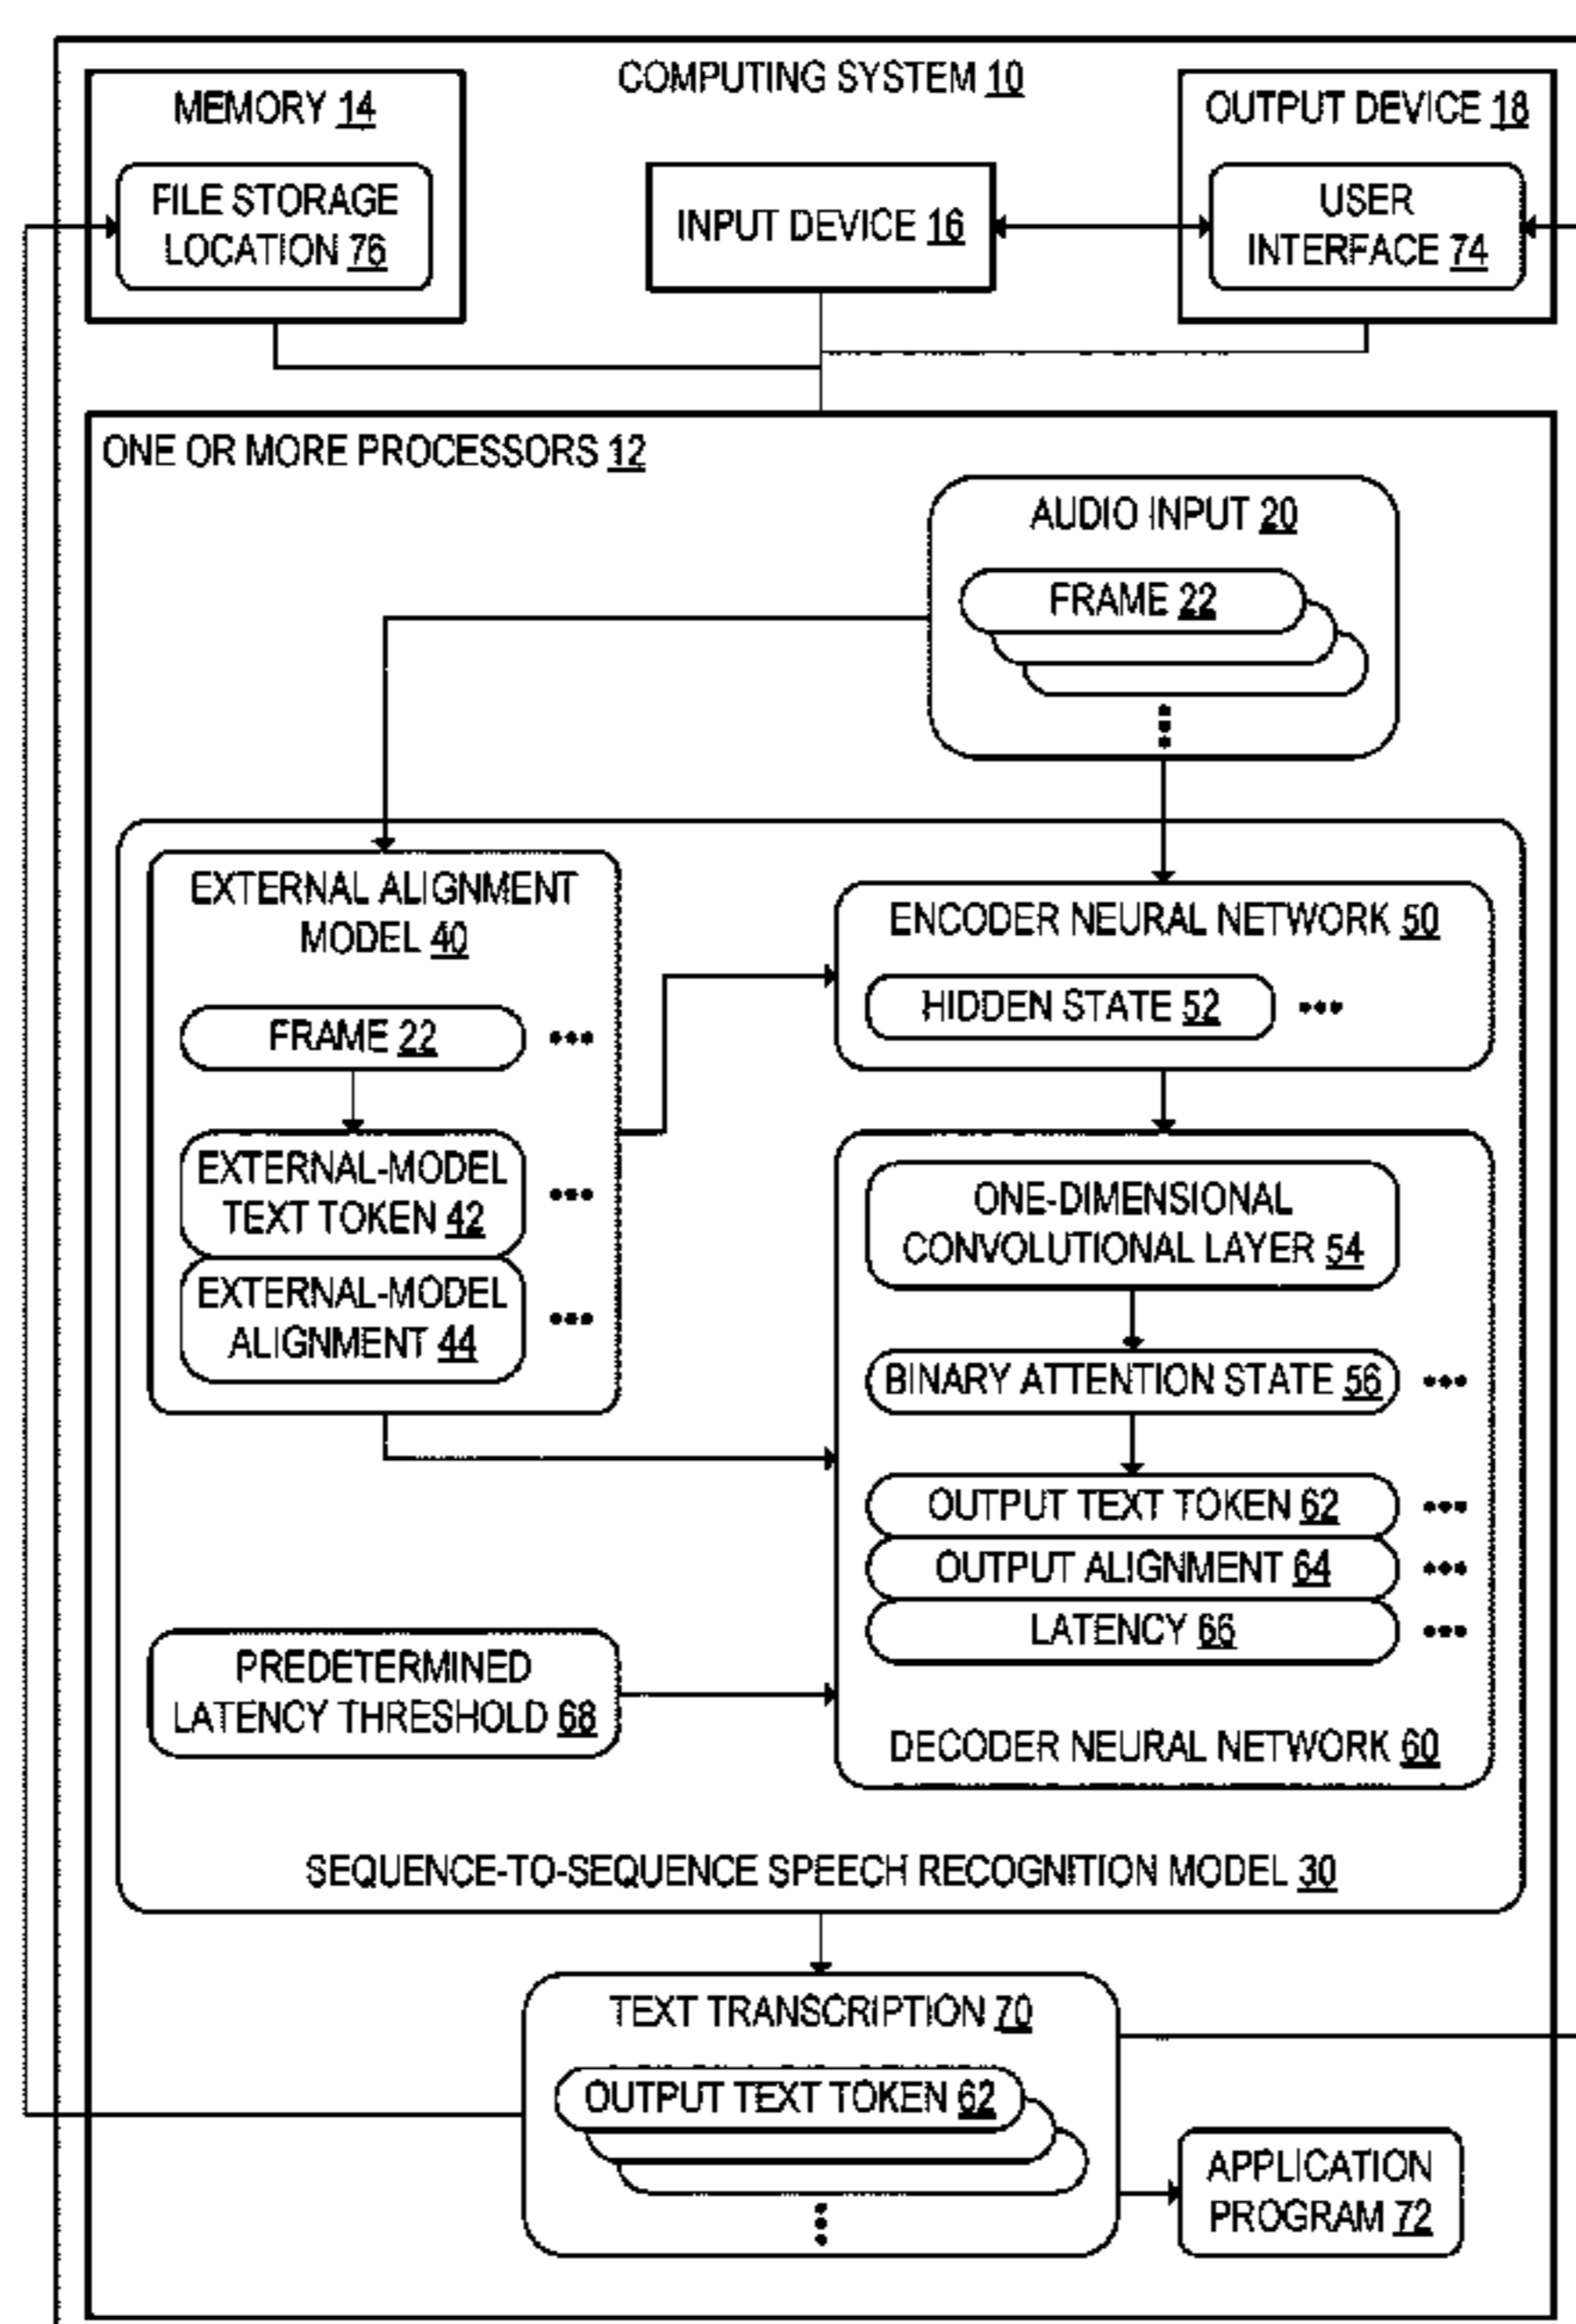 COMPUTING SYSTEM 10
MEMORY 14
FILE STORAGE
LOCATION 76
INPUT DEVICE 16
OUTPUT DEVICE 18
USER
INTERFACE 74
ONE OR MORE PROCESSORS 12
AUDIO INPUT 20
FRAME 22
EXTERNAL ALIGNMENT
MODEL 40
FRAME 22
EXTERNAL-MODEL
TEXT TOKEN 42
EXTERNAL-MODEL
ALIGNMENT 44
ENCODER NEURAL NETWORK 50
HIDDEN STATE 52
ONE-DIMENSIONAL
CONVOLUTIONAL LAYER 54
BINARY ATTENTION STATE 56
OUTPUT TEXT TOKEN 62
OUTPUT ALIGNMENT 64
LATENCY 66
DECODER NEURAL NETWORK 60
PREDETERMINED
LATENCY THRESHOLD 68
SEQUENCE-TO-SEQUENCE SPEECH RECOGNITION MODEL 30
TEXT TRANSCRIPTION 70
OUTPUT TEXT TOKEN 62
APPLICATION
PROGRAM 72